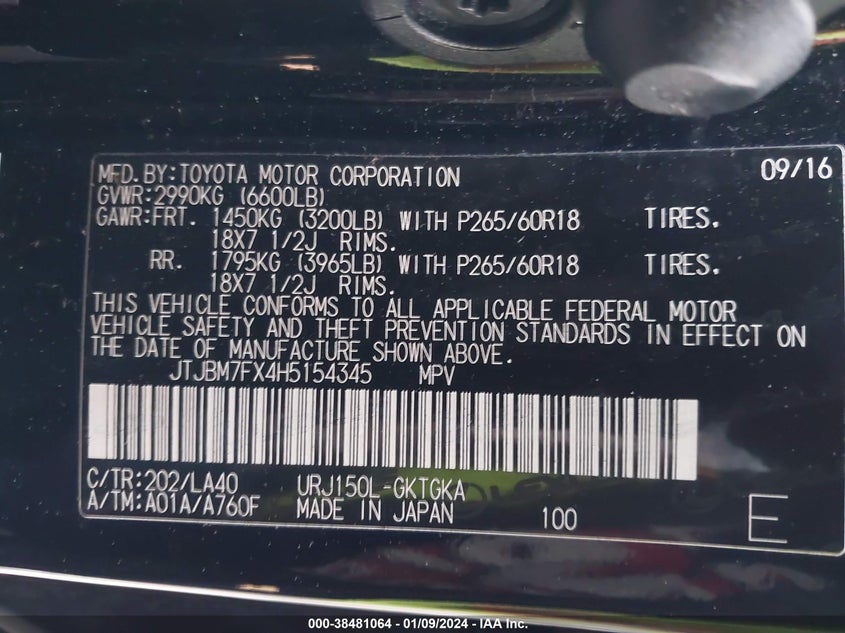 MFD. BY: TOYOTA MOTOR CORPORATION 09/16
GVWR: 2990KG (6600LB)
GAWR: FRT. 1450KG (3200LB) WITH P265/60R18 TIRES.
18X7 1/2J RIMS.
RR. 1795KG (3965LB) WITH P265/60R18 TIRES.
18X7 1/2J RIMS.
THIS VEHICLE CONFORMS TO ALL APPLICABLE FEDERAL MOTOR
VEHICLE SAFETY AND THEFT PREVENTION STANDARDS IN EFFECT ON
THE DATE OF MANUFACTURE SHOWN ABOVE.
JTJBM7FX4H5154345 MPV
C/TR: 202/LA40 URJ150L-GKTGKA
A/TM: A01A/A760F MADE IN JAPAN 100 E
000-38481064 - 01/09/2024 - IAA Inc.